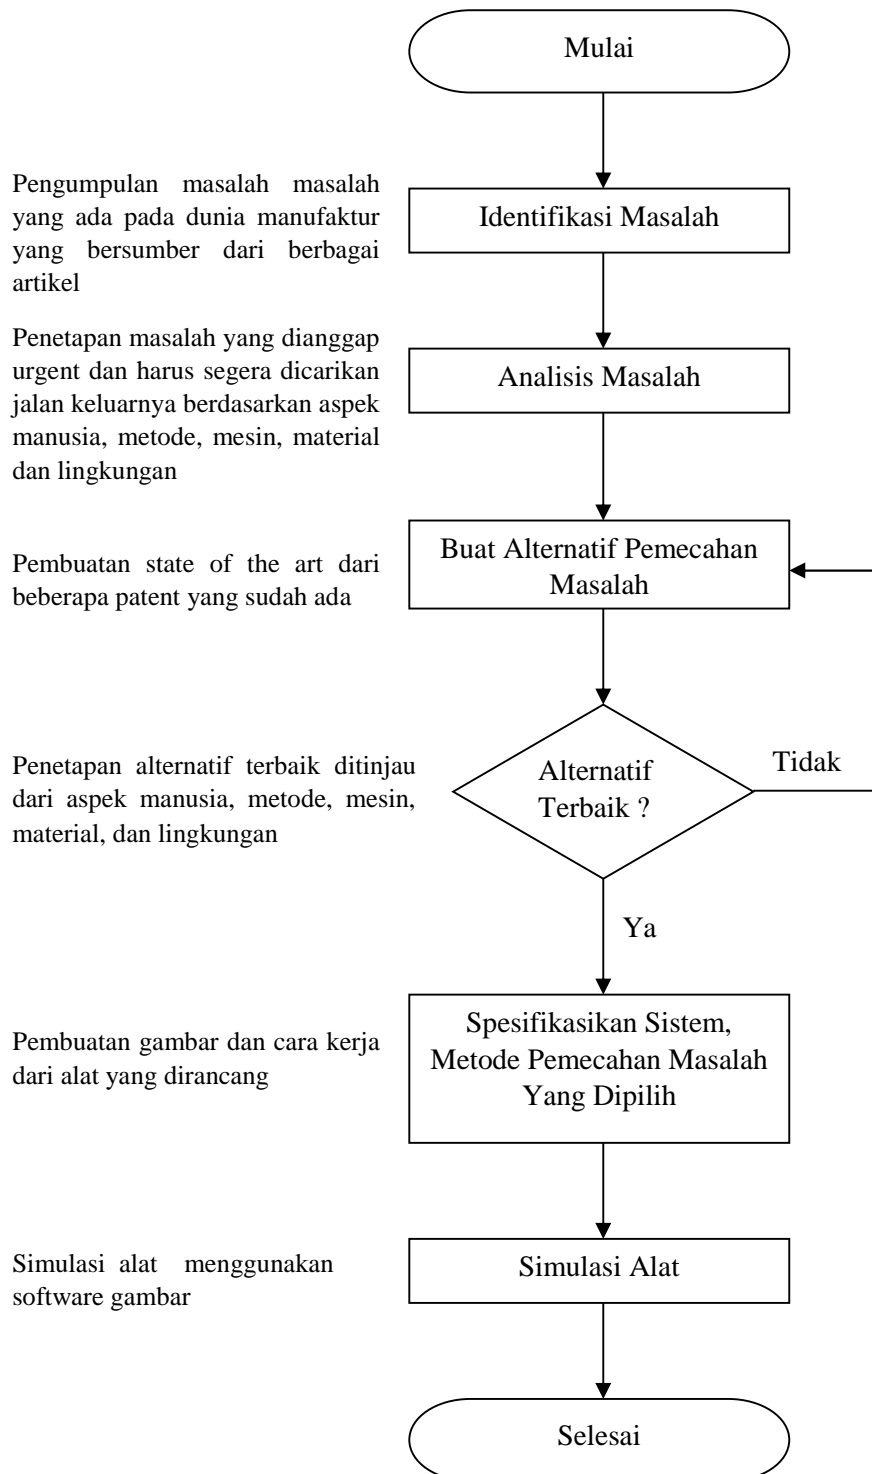 Mulai
Pengumpulan masalah masalah
yang ada pada dunia manufaktur
yang bersumber dari berbagai
artikel
Identifikasi Masalah
Penetapan masalah yang dianggap
urgent dan harus segera dicarikan
jalan keluarnya berdasarkan aspek
manusia, metode, mesin, material
dan lingkungan
Analisis Masalah
Pembuatan state of the art dari
beberapa patent yang sudah ada
Buat Alternatif Pemecahan
Masalah
Penetapan alternatif terbaik ditinjau
dari aspek manusia, metode, mesin,
material, dan lingkungan
Alternatif
Terbaik ?
Tidak
Ya
Pembuatan gambar dan cara kerja
dari alat yang dirancang
Spesifikasikan Sistem,
Metode Pemecahan Masalah
Yang Dipilih
Simulasi alat menggunakan
software gambar
Simulasi Alat
Selesai